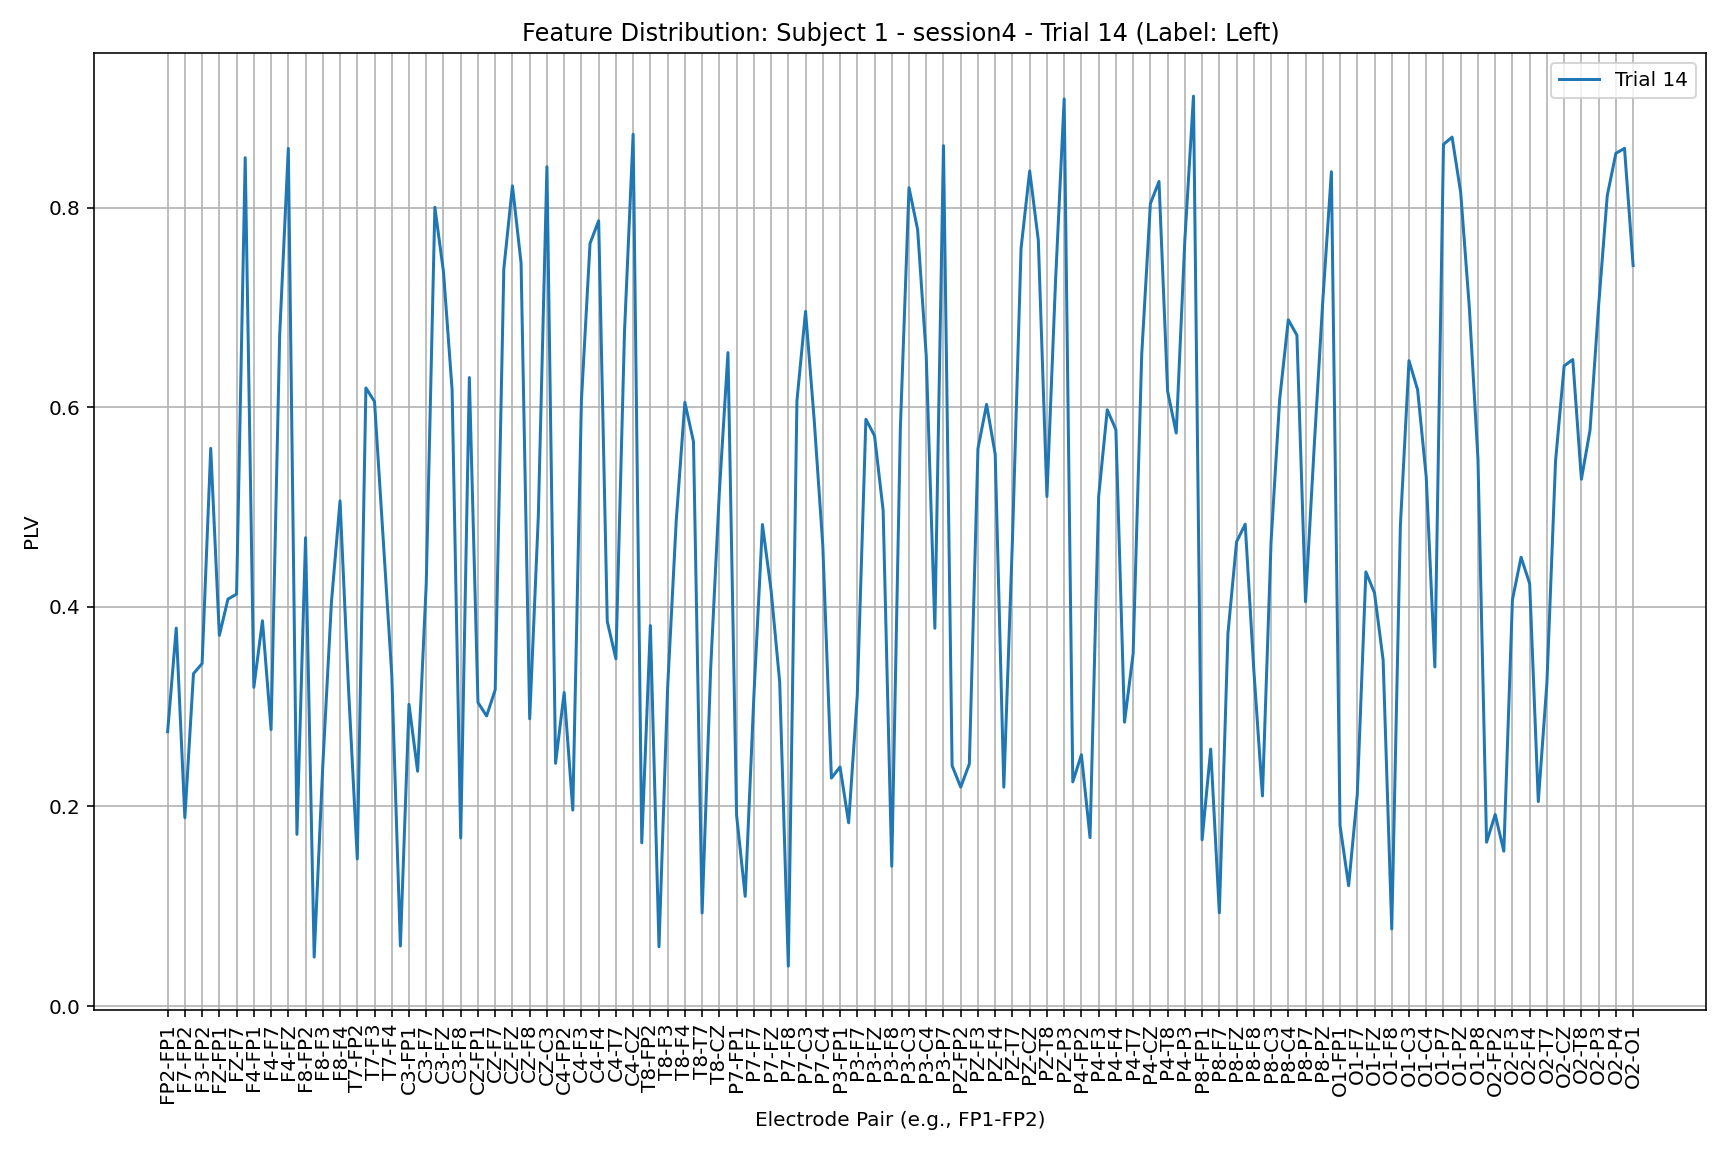 Feature Distribution: Subject 1 - session4 - Trial 14 (Label: Left)
Trial 14
PLV
0.8
0.6
0.4
0.2
0.0
FP2-FP1
F7-FP2
F3-FP2
FZ-FP1
FZ-F7
F4-FP1
F4-F7
F4-FZ
F8-FP2
F8-F3
F8-F4
T7-FP2
T7-F3
T7-F4
C3-FP1
C3-F7
C3-FZ
C3-F8
CZ-FP1
CZ-F7
CZ-FZ
CZ-F8
CZ-C3
C4-FP2
C4-F3
C4-F4
C4-T7
C4-CZ
T8-FP2
T8-F3
T8-F4
T8-T7
T8-CZ
P7-FP1
P7-F7
P7-FZ
P7-F8
P7-C3
P7-C4
P3-FP1
P3-F7
P3-FZ
P3-F8
P3-C3
P3-C4
P3-P7
PZ-FP2
PZ-F3
PZ-F4
PZ-T7
PZ-CZ
PZ-T8
PZ-P3
P4-FP2
P4-F3
P4-F4
P4-T7
P4-CZ
P4-T8
P4-P3
P8-FP1
P8-F7
P8-FZ
P8-F8
P8-C3
P8-C4
P8-P7
P8-PZ
O1-FP1
O1-F7
O1-FZ
O1-F8
O1-C3
O1-C4
O1-P7
O1-PZ
O1-P8
O2-FP2
O2-F3
O2-F4
O2-T7
O2-CZ
O2-T8
O2-P3
O2-P4
O2-O1
Electrode Pair (e.g., FP1-FP2)